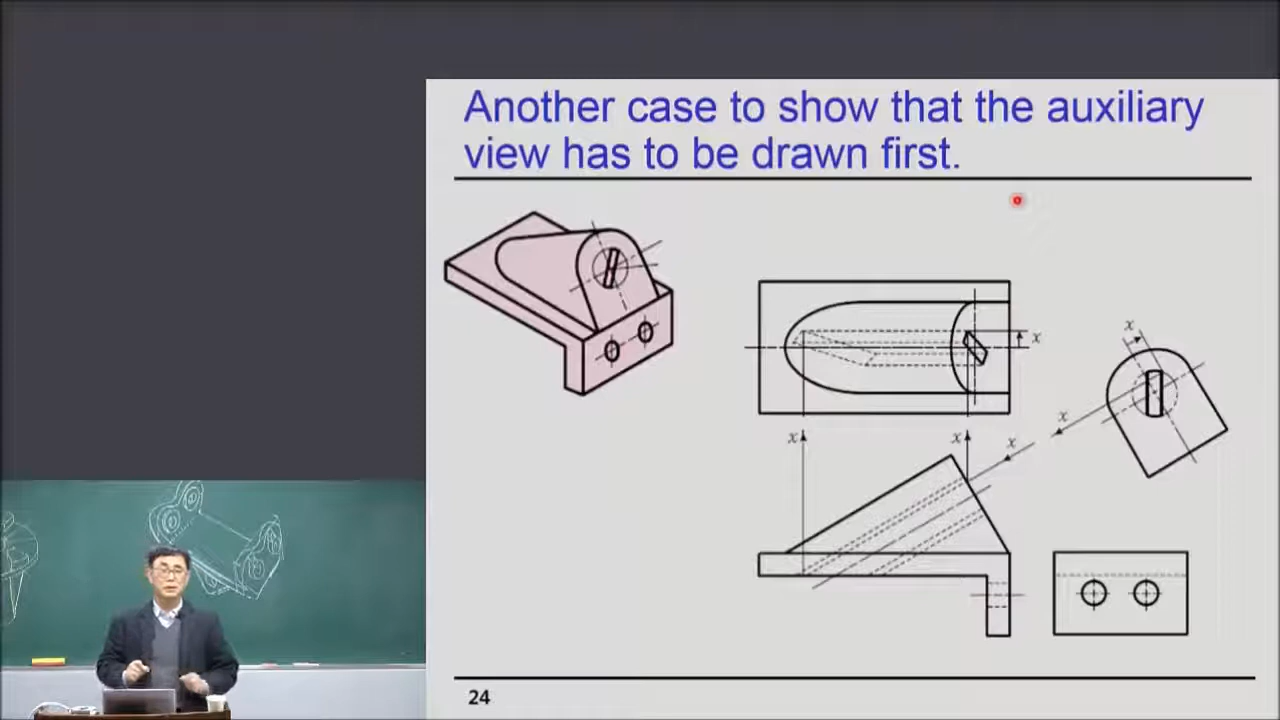 Another case to show that the auxiliary
view has to be drawn first.
x
x
x
x
x
x
24